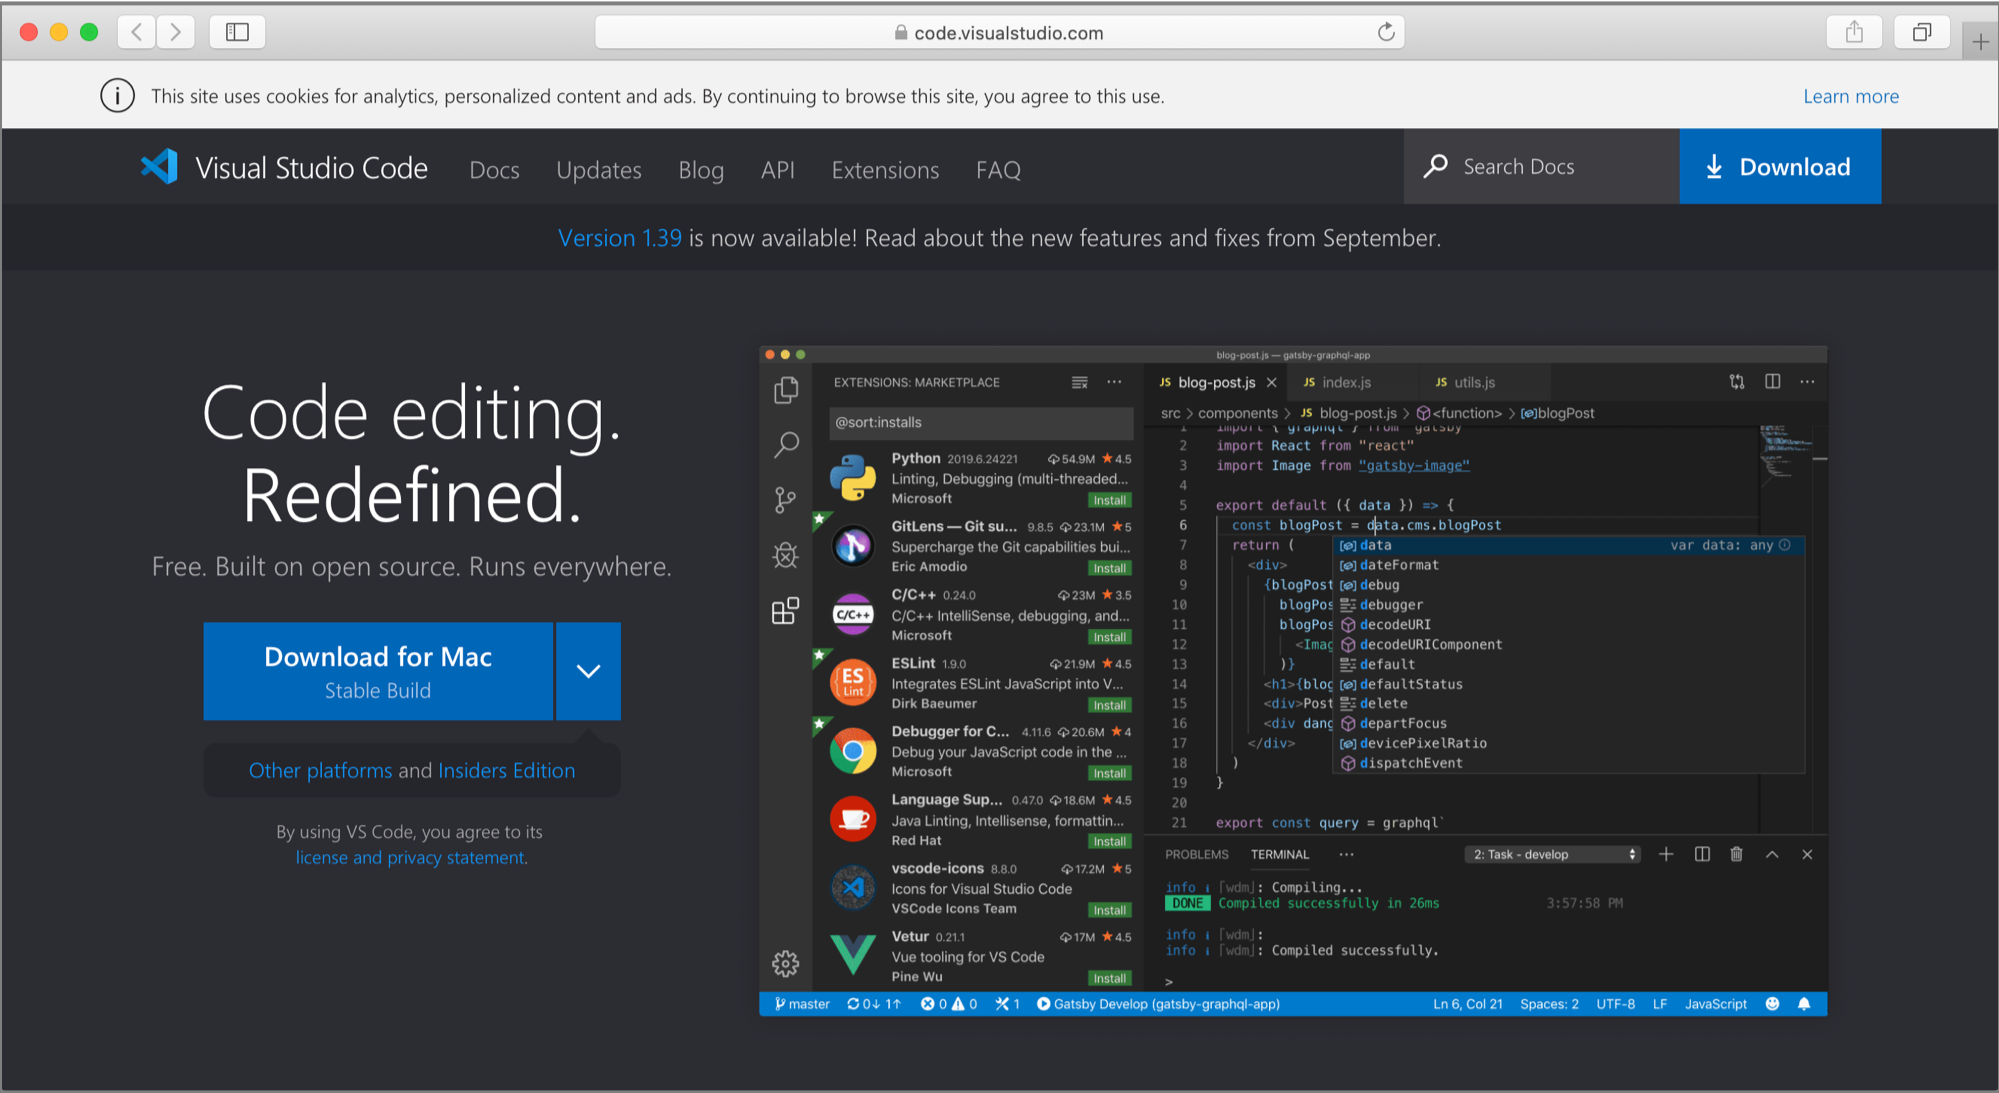 code.visualstudio.com
This site uses cookies for analytics, personalized content and ads. By continuing to browse this site, you agree to this use.
Learn more
Visual Studio Code
Docs
Updates
Blog
API
Extensions
FAQ
Search Docs
Download
Version 1.39 is now available! Read about the new features and fixes from September.
Code editing.
Redefined.
Free. Built on open source. Runs everywhere.
Download for Mac
Stable Build
Other platforms and Insiders Edition
By using VS Code, you agree to its
license and privacy statement.
blog-post.js — gatsby-graphql-app
EXTENSIONS: MARKETPLACE
@sort:installs
Python 2019.6.24221 54.9M 4.5
Linting, Debugging (multi-threaded...
Microsoft
Install
GitLens — Git su... 9.8.5 23.1M 5
Supercharge the Git capabilities bui...
Eric Amodio
Install
C/C++
C/C++ 0.24.0 23M 3.5
C/C++ IntelliSense, debugging, and...
Microsoft
Install
ES
Lint
ESLint 1.9.0 21.9M 4.5
Integrates ESLint JavaScript into V...
Dirk Baeumer
Install
Debugger for C... 4.11.6 20.6M 4
Debug your JavaScript code in the ...
Microsoft
Install
Language Sup... 0.47.0 18.6M 4.5
Java Linting, Intellisense, formattin...
Red Hat
Install
vscode-icons 8.8.0 17.2M 5
Icons for Visual Studio Code
VSCode Icons Team
Install
Vetur 0.21.1 17M 4.5
Vue tooling for VS Code
Pine Wu
Install
JS blog-post.js
JS index.js
JS utils.js
src > components > JS blog-post.js > <function> > blogPost
1 import { graphql } from "gatsby"
2 import React from "react"
3 import Image from "gatsby-image"
4
5 export default ({ data }) => {
6 const blogPost = data.cms.blogPost
7 return (
8 <div>
9 {blogPost
10 blogPos
11 blogPos
12 <Imag
13 )}
14 <h1>{blog
15 <div>Post
16 <div dang
17 </div>
18 )
19 }
20
21 export const query = graphql`
data var data: any
dateFormat
debug
debugger
decodeURI
decodeURIComponent
default
defaultStatus
delete
departFocus
devicePixelRatio
dispatchEvent
PROBLEMS
TERMINAL
...
2: Task - develop
info i ｢wdm｣: Compiling...
DONE Compiled successfully in 26ms 3:57:58 PM
info i ｢wdm｣:
info i ｢wdm｣: Compiled successfully.
>
master 0↓ 1↑ 0 0 1 Gatsby Develop (gatsby-graphql-app)
Ln 6, Col 21 Spaces: 2 UTF-8 LF JavaScript